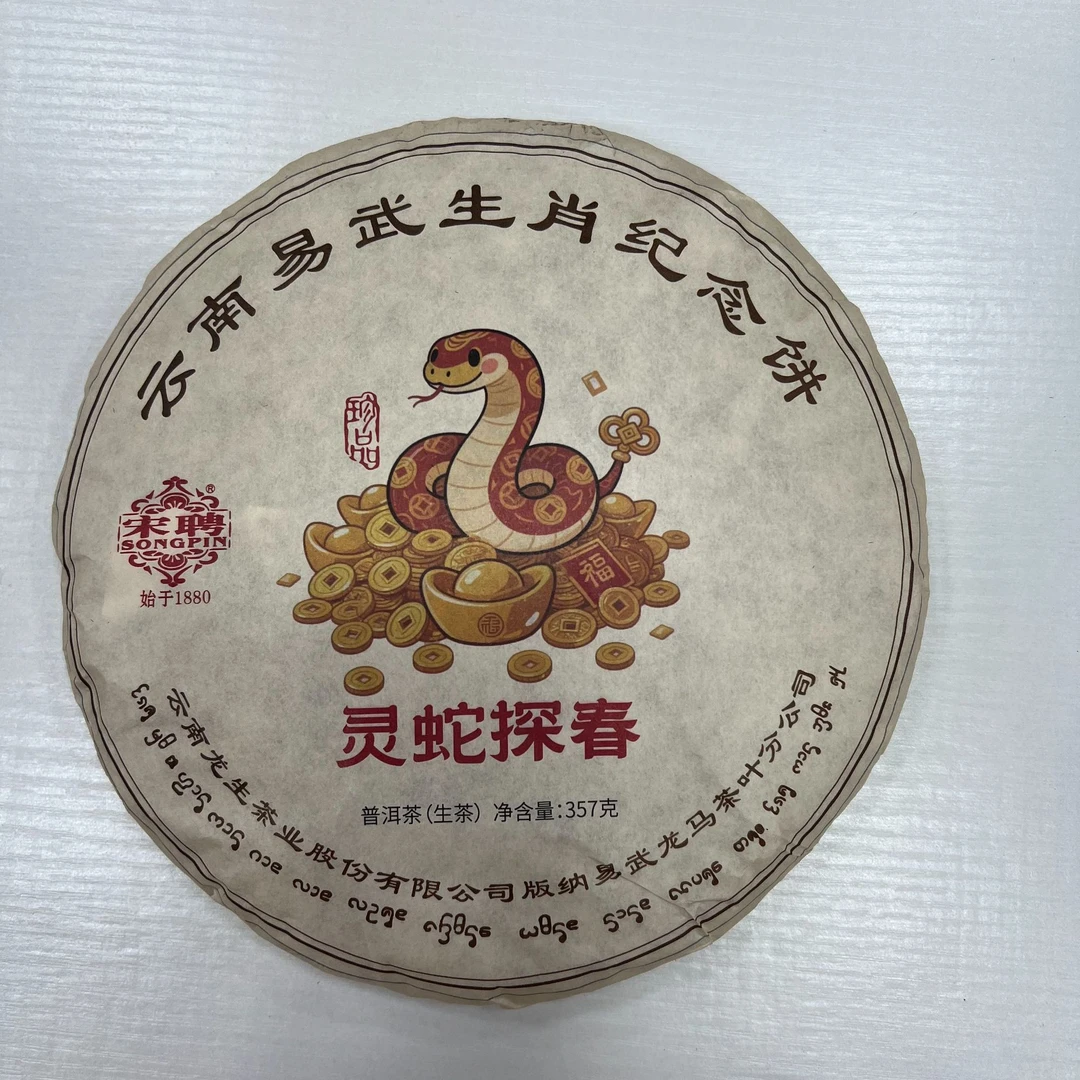 云南易武生肖纪念饼
珍品
宋聘®
SONGPIN
始于1880
福
灵蛇探春
普洱茶(生茶) 净含量:357克
云南龙生茶业股份有限公司版纳易武龙马茶叶分公司